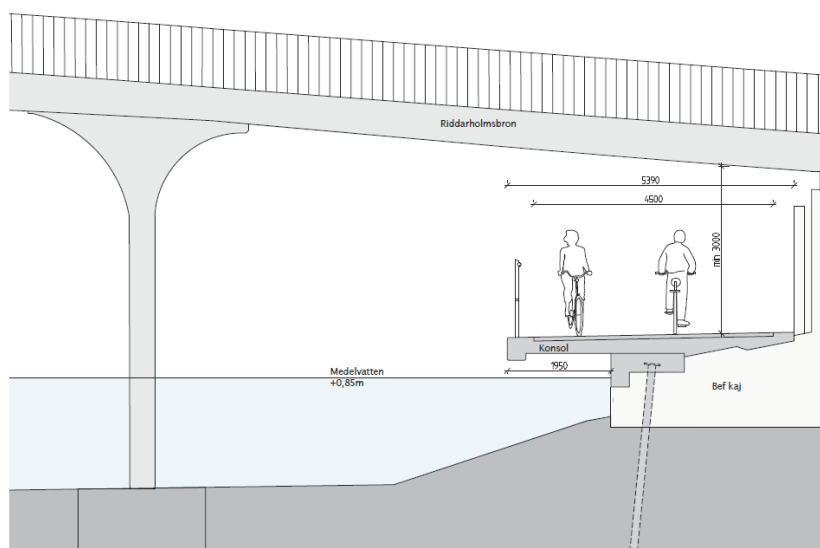 Riddarholmsbron
5390
4500
min 3000
Konsol
1950
Medelvatten
+0,85m
Bef kaj